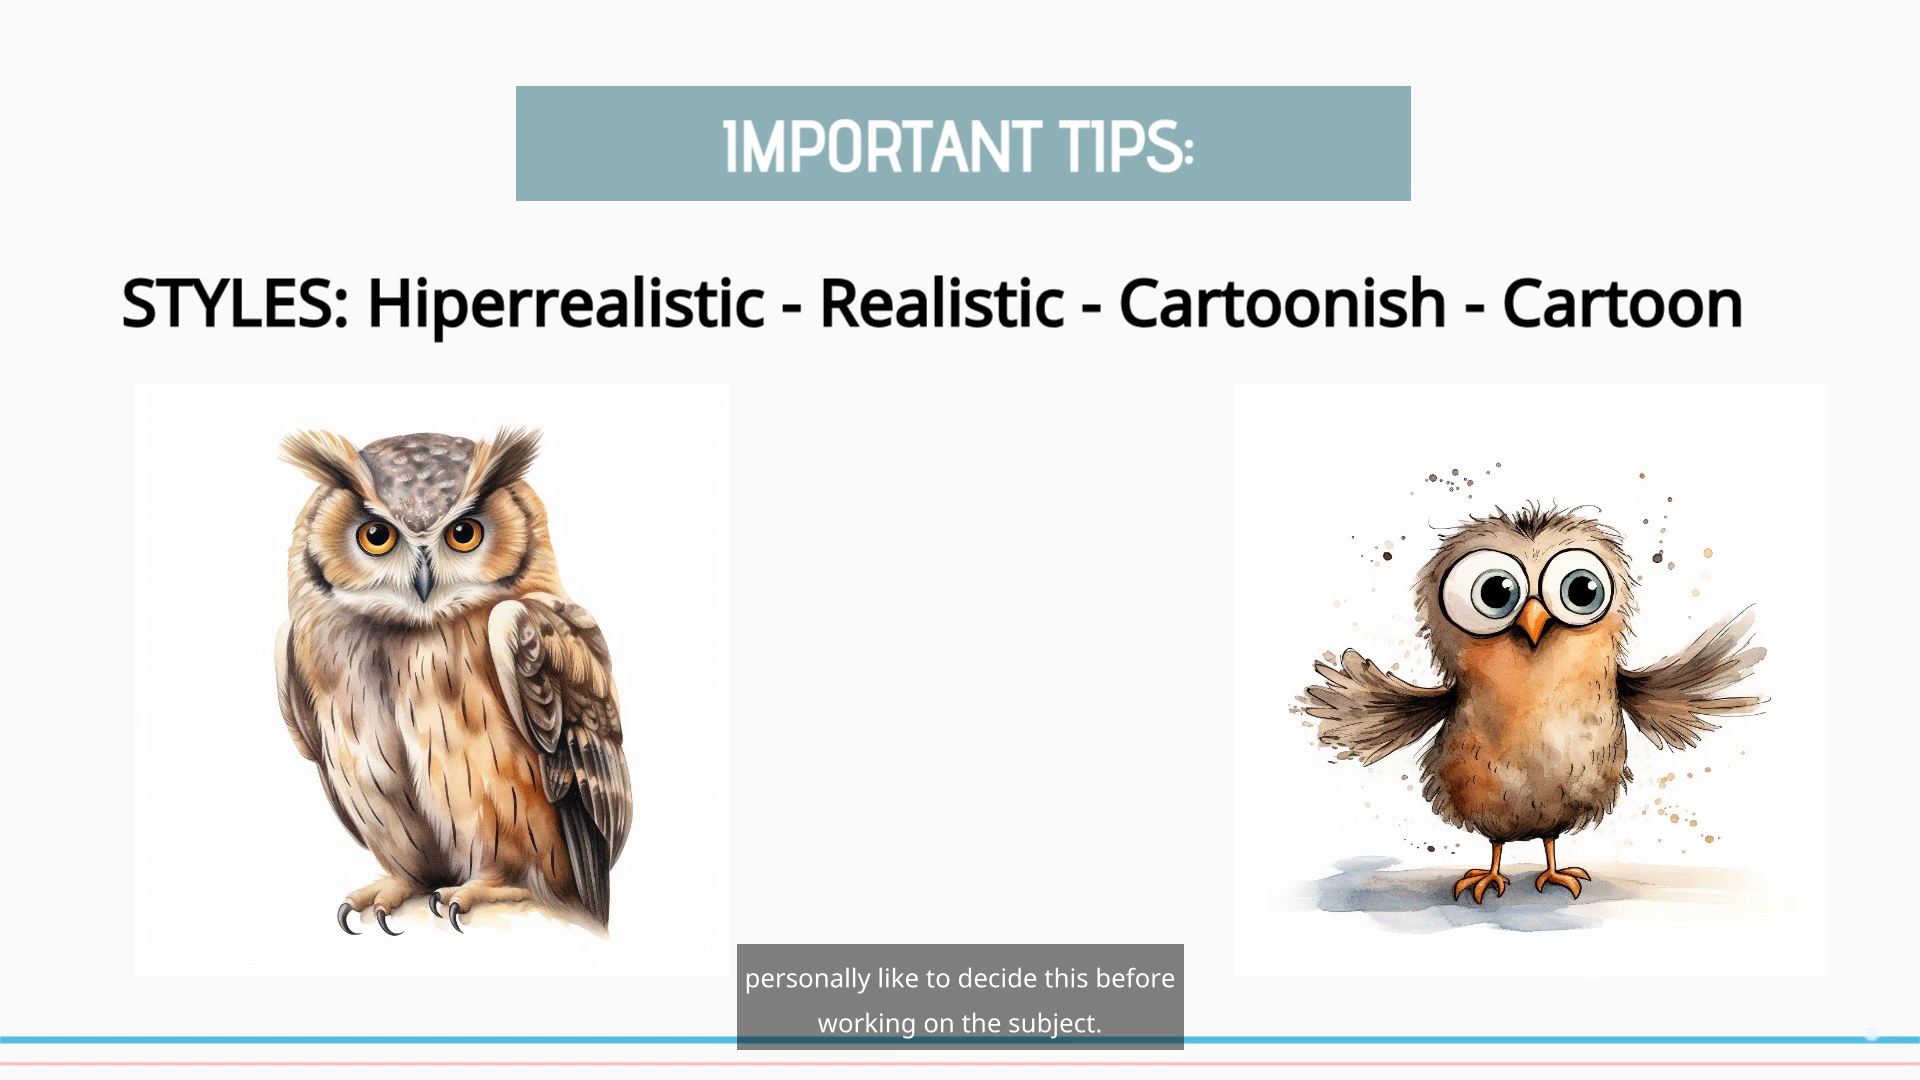 IMPORTANT TIPS:
STYLES: Hiperrealistic - Realistic - Cartoonish - Cartoon
personally like to decide this before
working on the subject.